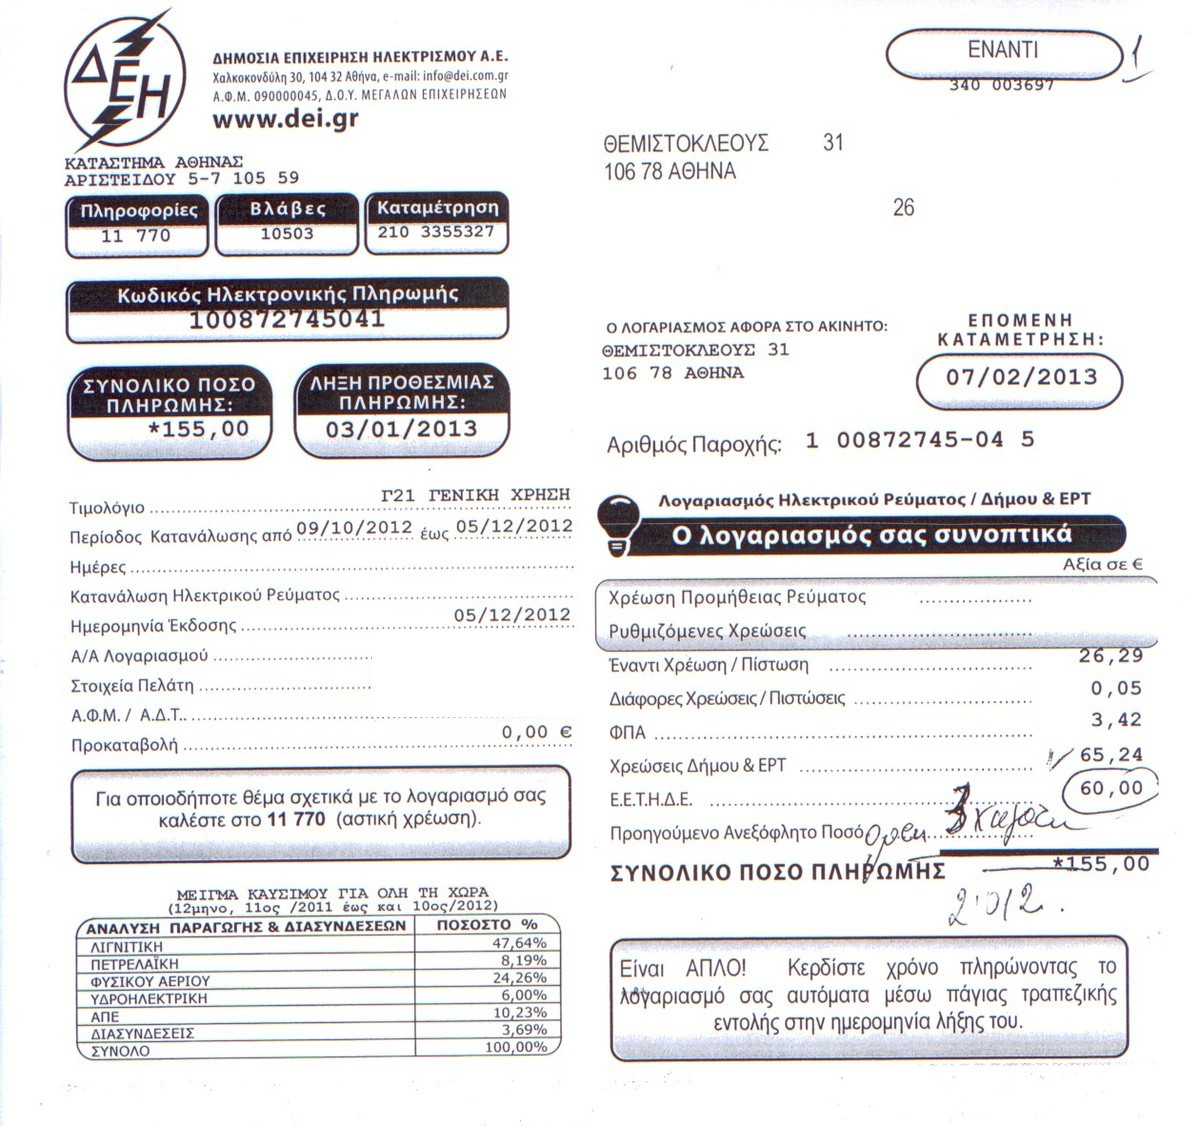 ΔΕΗ
ΔΗΜΟΣΙΑ ΕΠΙΧΕΙΡΗΣΗ ΗΛΕΚΤΡΙΣΜΟΥ Α.Ε.
Χαλκοκονδύλη 30, 104 32 Αθήνα, e-mail: info@dei.com.gr
Α.Φ.Μ. 090000045, Δ.Ο.Υ. ΜΕΓΑΛΩΝ ΕΠΙΧΕΙΡΗΣΕΩΝ
www.dei.gr
ΚΑΤΑΣΤΗΜΑ ΑΘΗΝΑΣ
ΑΡΙΣΤΕΙΔΟΥ 5-7 105 59
Πληροφορίες
11 770
Βλάβες
10503
Καταμέτρηση
210 3355327
Κωδικός Ηλεκτρονικής Πληρωμής
100872745041
ΣΥΝΟΛΙΚΟ ΠΟΣΟ
ΠΛΗΡΩΜΗΣ:
*155,00
ΛΗΞΗ ΠΡΟΘΕΣΜΙΑΣ
ΠΛΗΡΩΜΗΣ:
03/01/2013
Τιμολόγιο ........ Γ21 ΓΕΝΙΚΗ ΧΡΗΣΗ
Περίοδος Κατανάλωσης από 09/10/2012 έως 05/12/2012
Ημέρες ........
Κατανάλωση Ηλεκτρικού Ρεύματος ........
Ημερομηνία Έκδοσης ........ 05/12/2012
Α/Α Λογαριασμού ........
Στοιχεία Πελάτη ........
Α.Φ.Μ. / Α.Δ.Τ.. ........
Προκαταβολή ........ 0,00 €
Για οποιοδήποτε θέμα σχετικά με το λογαριασμό σας
καλέστε στο 11 770 (αστική χρέωση).
ΜΕΙΓΜΑ ΚΑΥΣΙΜΟΥ ΓΙΑ ΟΛΗ ΤΗ ΧΩΡΑ
(12μηνο, 11ος /2011 έως και 10ος/2012)
ΑΝΑΛΥΣΗ ΠΑΡΑΓΩΓΗΣ & ΔΙΑΣΥΝΔΕΣΕΩΝ ΠΟΣΟΣΤΟ %
ΛΙΓΝΙΤΙΚΗ 47,64%
ΠΕΤΡΕΛΑΪΚΗ 8,19%
ΦΥΣΙΚΟΥ ΑΕΡΙΟΥ 24,26%
ΥΔΡΟΗΛΕΚΤΡΙΚΗ 6,00%
ΑΠΕ 10,23%
ΔΙΑΣΥΝΔΕΣΕΙΣ 3,69%
ΣΥΝΟΛΟ 100,00%
ΕΝΑΝΤΙ
1
340 003697
ΘΕΜΙΣΤΟΚΛΕΟΥΣ 31
106 78 ΑΘΗΝΑ
26
Ο ΛΟΓΑΡΙΑΣΜΟΣ ΑΦΟΡΑ ΣΤΟ ΑΚΙΝΗΤΟ:
ΘΕΜΙΣΤΟΚΛΕΟΥΣ 31
106 78 ΑΘΗΝΑ
ΕΠΟΜΕΝΗ
ΚΑΤΑΜΕΤΡΗΣΗ:
07/02/2013
Αριθμός Παροχής: 1 00872745-04 5
Λογαριασμός Ηλεκτρικού Ρεύματος / Δήμου & ΕΡΤ
Ο λογαριασμός σας συνοπτικά
Αξία σε €
Χρέωση Προμήθειας Ρεύματος ........
Ρυθμιζόμενες Χρεώσεις ........
Έναντι Χρέωση / Πίστωση ........ 26,29
Διάφορες Χρεώσεις / Πιστώσεις ........ 0,05
ΦΠΑ ........ 3,42
Χρεώσεις Δήμου & ΕΡΤ ........ 65,24
Ε.Ε.Τ.Η.Δ.Ε. ........ 60,00
Προηγούμενο Ανεξόφλητο Ποσό
ΣΥΝΟΛΙΚΟ ΠΟΣΟ ΠΛΗΡΩΜΗΣ *155,00
2012.
Είναι ΑΠΛΟ! Κερδίστε χρόνο πληρώνοντας το
λογαριασμό σας αυτόματα μέσω πάγιας τραπεζικής
εντολής στην ημερομηνία λήξης του.